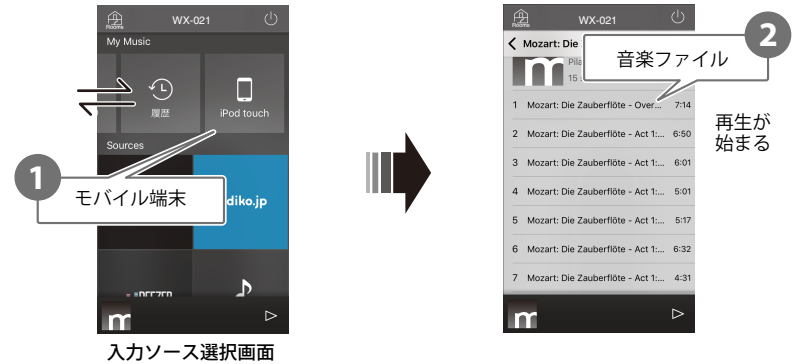 Rooms
WX-021
My Music
履歴
iPod touch
Sources
1
モバイル端末
diko.jp
DEEZER
m
入力ソース選択画面
Rooms
WX-021
2
Mozart: Die
音楽ファイル
m
15
1 Mozart: Die Zauberflöte - Over... 7:14
2 Mozart: Die Zauberflöte - Act 1:... 6:50
3 Mozart: Die Zauberflöte - Act 1:... 6:01
4 Mozart: Die Zauberflöte - Act 1:... 5:01
5 Mozart: Die Zauberflöte - Act 1:... 5:17
6 Mozart: Die Zauberflöte - Act 1:... 6:32
7 Mozart: Die Zauberflöte - Act 1:... 4:31
m
再生が
始まる